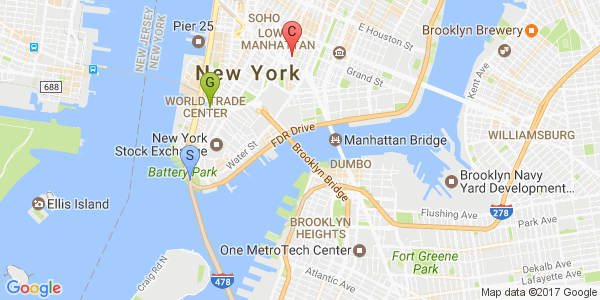 NEW JERSEY
NEW YORK
Pier 25
SOHO
LOWER
MANHATTAN
C
E Houston St
Brooklyn Brewery
Kent Ave
688
New York
Grand St
G
WORLD TRADE
CENTER
FDR Drive
New York
Stock Exchange
Water St
Manhattan Bridge
WILLIAMSBURG
S
Battery Park
Brooklyn Bridge
DUMBO
Brooklyn Navy
Yard Development...
Ellis Island
Flushing Ave
278
Park Ave
BROOKLYN
HEIGHTS
One MetroTech Center
Fort Greene
Park
Craig Rd N
478
Atlantic Ave
Dekalb Ave
Lafayette Ave
Google
Map data ©2017 Google